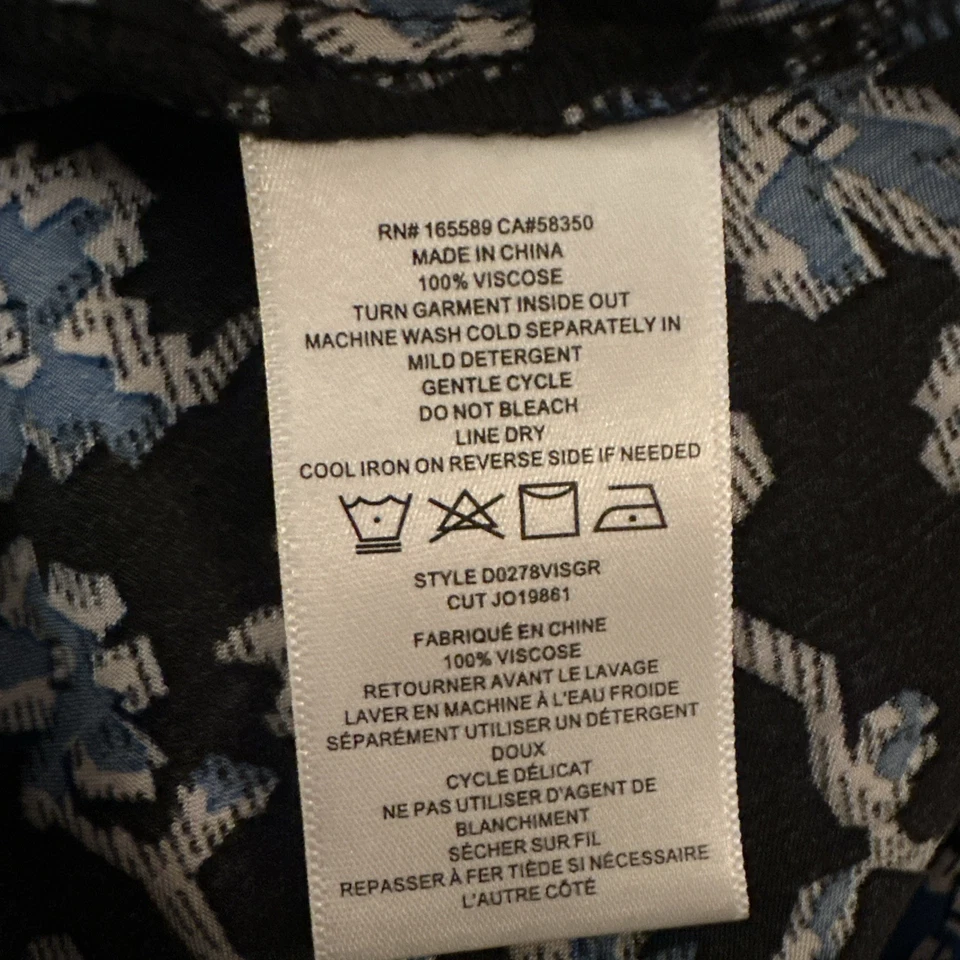 RN# 165589 CA#58350
MADE IN CHINA
100% VISCOSE
TURN GARMENT INSIDE OUT
MACHINE WASH COLD SEPARATELY IN
MILD DETERGENT
GENTLE CYCLE
DO NOT BLEACH
LINE DRY
COOL IRON ON REVERSE SIDE IF NEEDED
STYLE D0278VISGR
CUT JO19861
FABRIQUÉ EN CHINE
100% VISCOSE
RETOURNER AVANT LE LAVAGE
LAVER EN MACHINE À L'EAU FROIDE
SÉPARÉMENT UTILISER UN DÉTERGENT
DOUX
CYCLE DÉLICAT
NE PAS UTILISER D'AGENT DE
BLANCHIMENT
SÉCHER SUR FIL
REPASSER À FER TIÈDE SI NÉCESSAIRE
L'AUTRE CÔTÉ